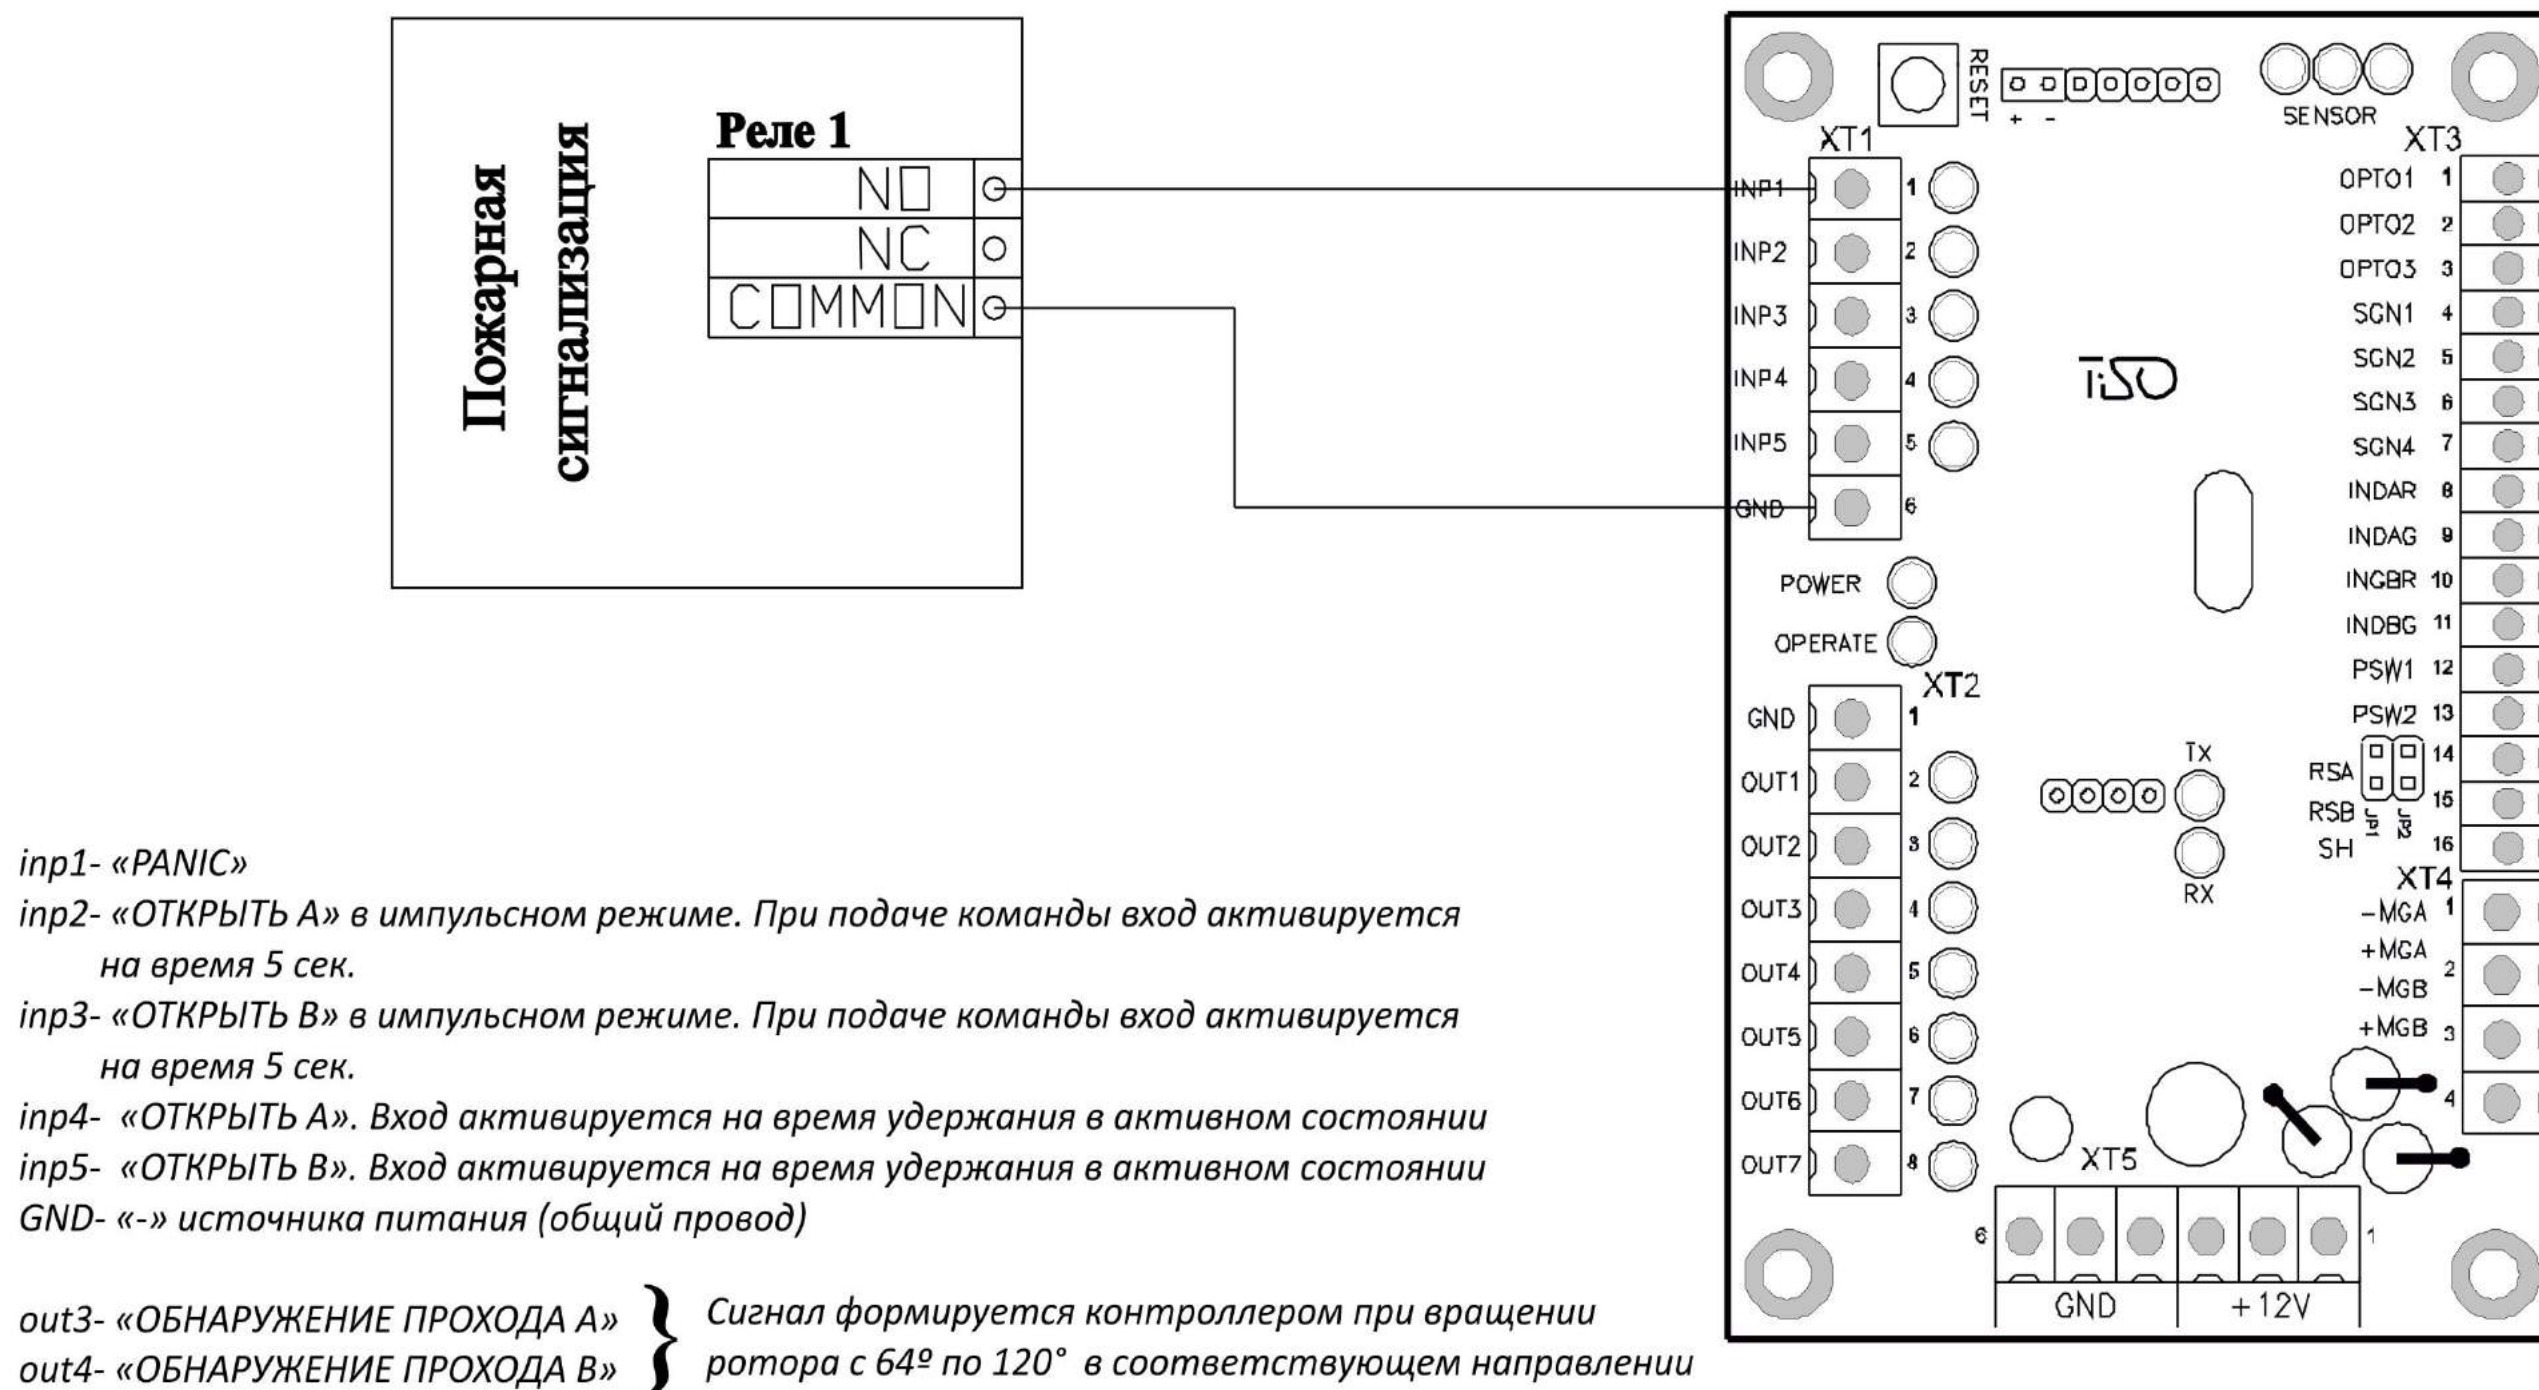 Пожарная
сигнализация
Реле 1
NO
NC
COMMON
RESET
+ -
SENSOR
XT1
INP1 1
INP2 2
INP3 3
INP4 4
INP5 5
GND 6
POWER
OPERATE
XT2
GND 1
OUT1 2
OUT2 3
OUT3 4
OUT4 5
OUT5 6
OUT6 7
OUT7 8
TiSO
Tx
RX
XT3
OPTO1 1
OPTO2 2
OPTO3 3
SGN1 4
SGN2 5
SGN3 6
SGN4 7
INDAR 8
INDAG 9
INGBR 10
INDBG 11
PSW1 12
PSW2 13
14
RSA
15
RSB
JP1 JP2
SH 16
XT4
-MGA 1
+MGA
2
-MGB
+MGB 3
4
XT5
6 1
GND +12V
inp1- «PANIC»
inp2- «ОТКРЫТЬ А» в импульсном режиме. При подаче команды вход активируется
на время 5 сек.
inp3- «ОТКРЫТЬ В» в импульсном режиме. При подаче команды вход активируется
на время 5 сек.
inp4- «ОТКРЫТЬ А». Вход активируется на время удержания в активном состоянии
inp5- «ОТКРЫТЬ В». Вход активируется на время удержания в активном состоянии
GND- «-» источника питания (общий провод)
out3- «ОБНАРУЖЕНИЕ ПРОХОДА А»
out4- «ОБНАРУЖЕНИЕ ПРОХОДА В»
} Сигнал формируется контроллером при вращении
ротора с 64º по 120° в соответствующем направлении